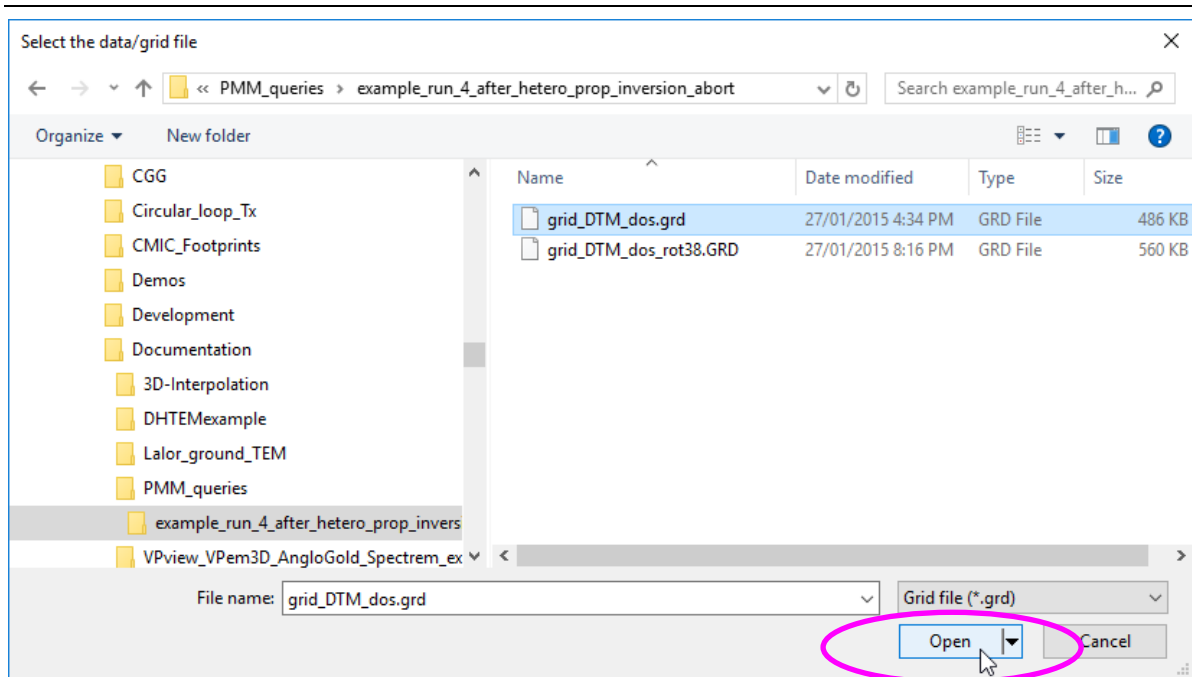 Select the data/grid file
« PMM_queries › example_run_4_after_hetero_prop_inversion_abort
Search example_run_4_after_h...
Organize New folder
CGG
Circular_loop_Tx
CMIC_Footprints
Demos
Development
Documentation
3D-Interpolation
DHTEMexample
Lalor_ground_TEM
PMM_queries
example_run_4_after_hetero_prop_invers
VPview_VPem3D_AngloGold_Spectrem_ex
Name Date modified Type Size
grid_DTM_dos.grd 27/01/2015 4:34 PM GRD File 486 KB
grid_DTM_dos_rot38.GRD 27/01/2015 8:16 PM GRD File 560 KB
File name: grid_DTM_dos.grd Grid file (*.grd)
Open Cancel